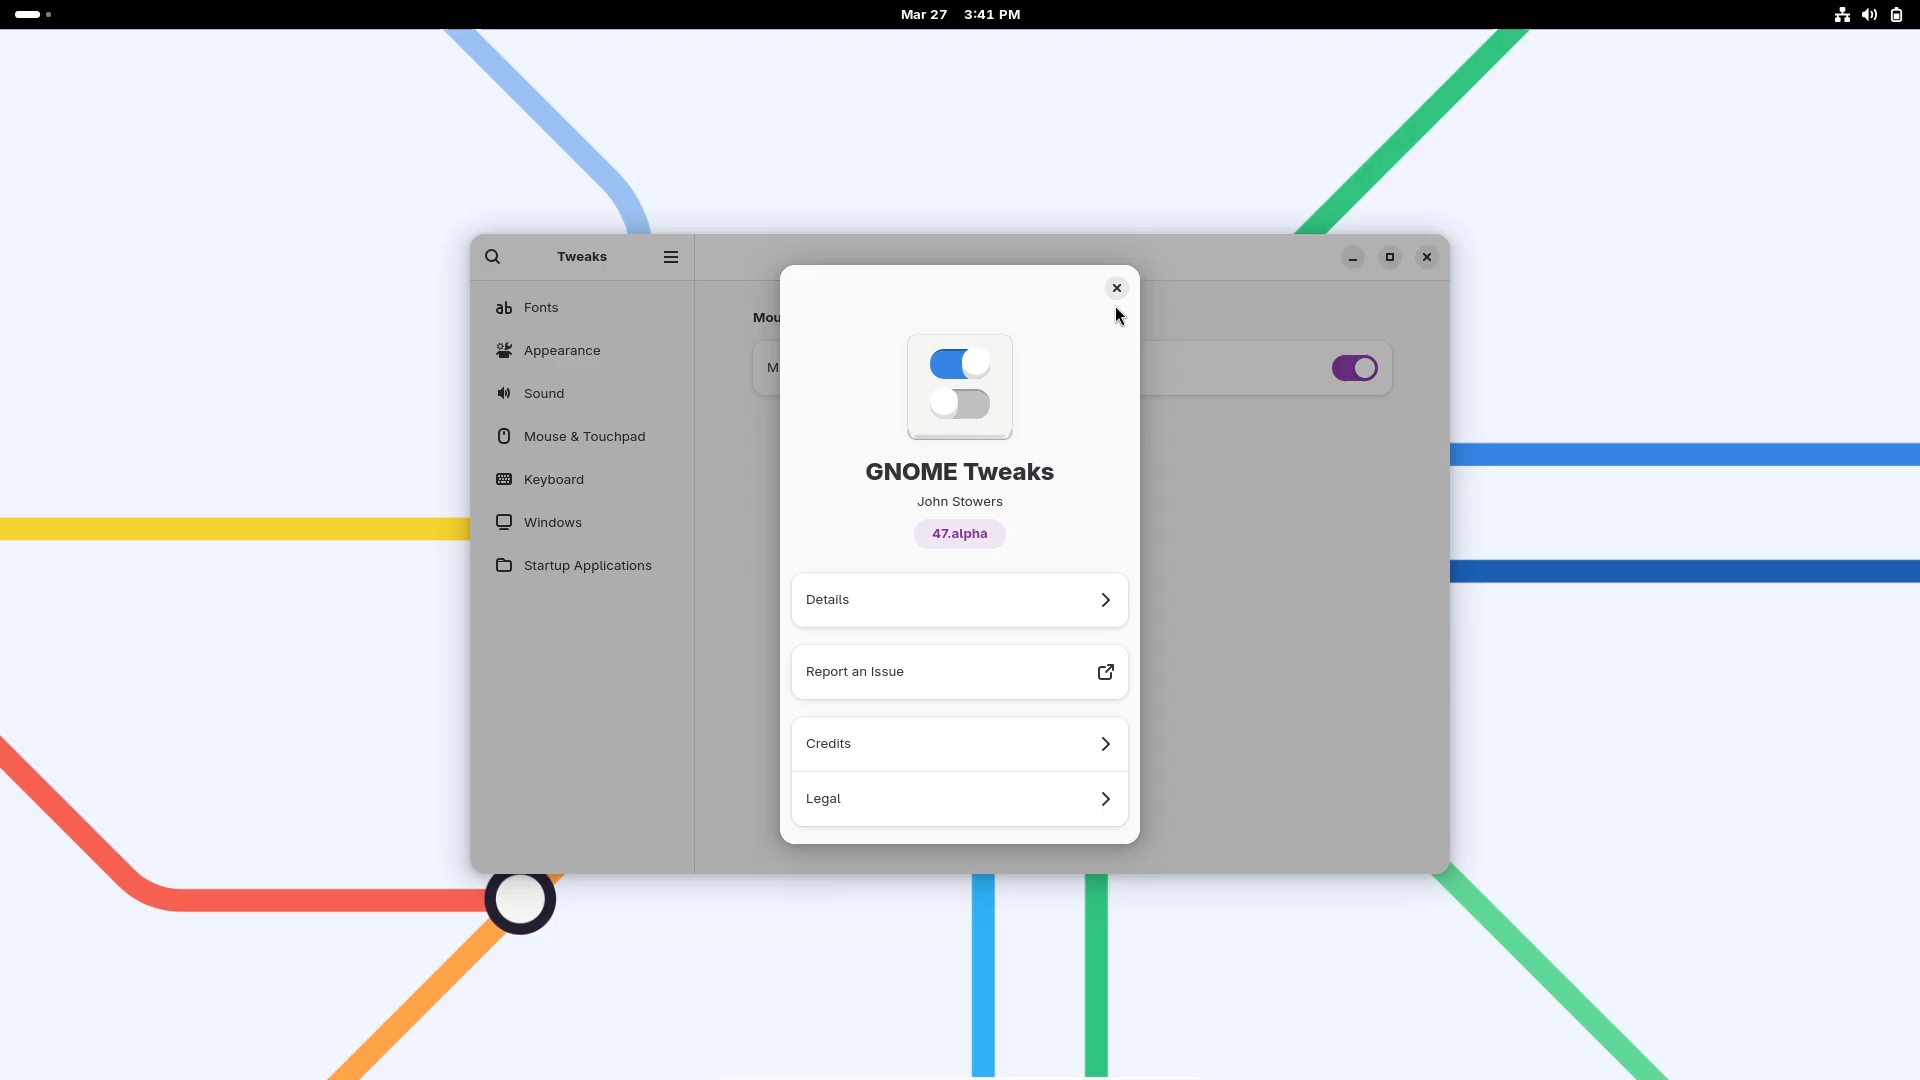 Mar 27 3:41 PM
Tweaks
Fonts
Appearance
Sound
Mouse & Touchpad
Keyboard
Windows
Startup Applications
Mou
M
GNOME Tweaks
John Stowers
47.alpha
Details
Report an Issue
Credits
Legal